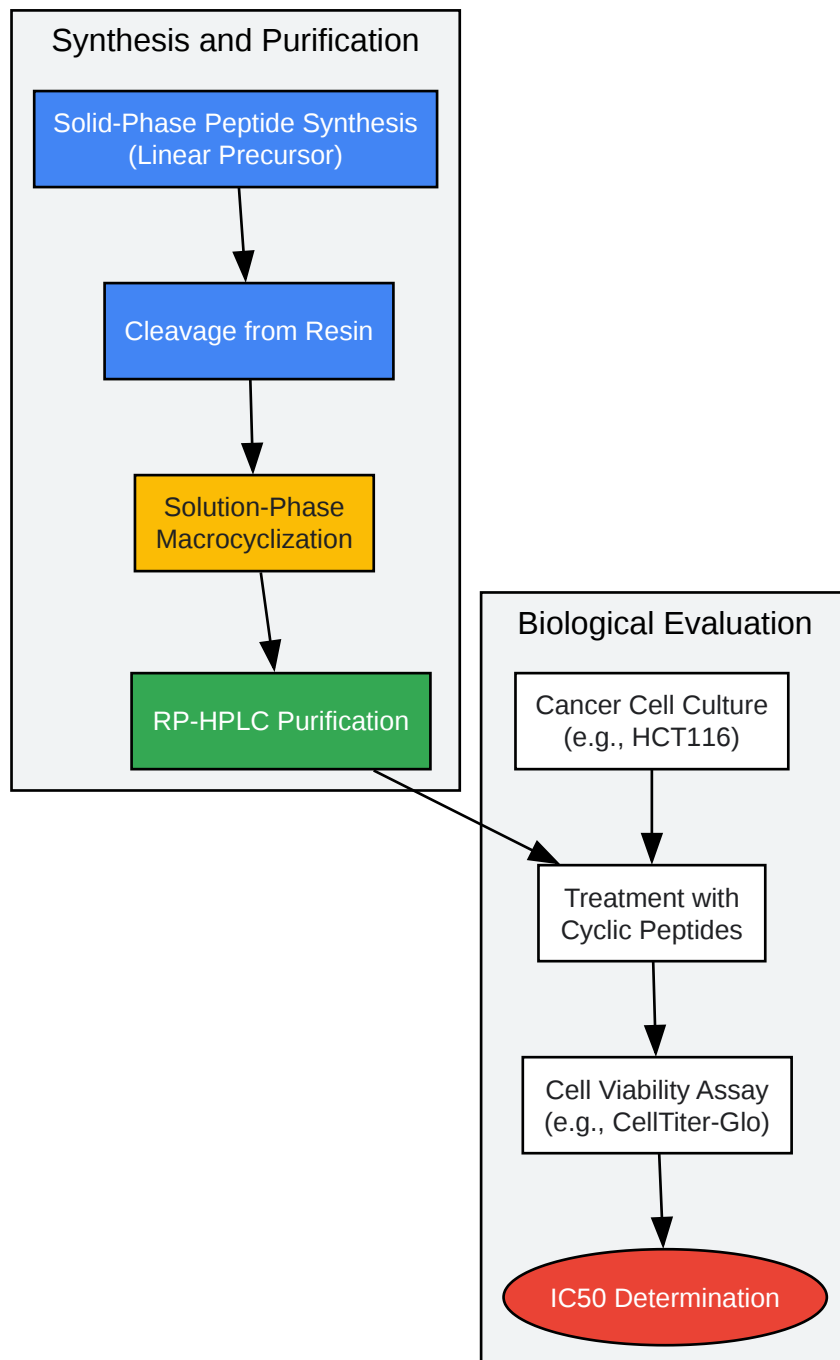 Synthesis and Purification
Solid-Phase Peptide Synthesis
(Linear Precursor)
Cleavage from Resin
Solution-Phase
Macrocyclization
RP-HPLC Purification
Biological Evaluation
Cancer Cell Culture
(e.g., HCT116)
Treatment with
Cyclic Peptides
Cell Viability Assay
(e.g., CellTiter-Glo)
IC50 Determination